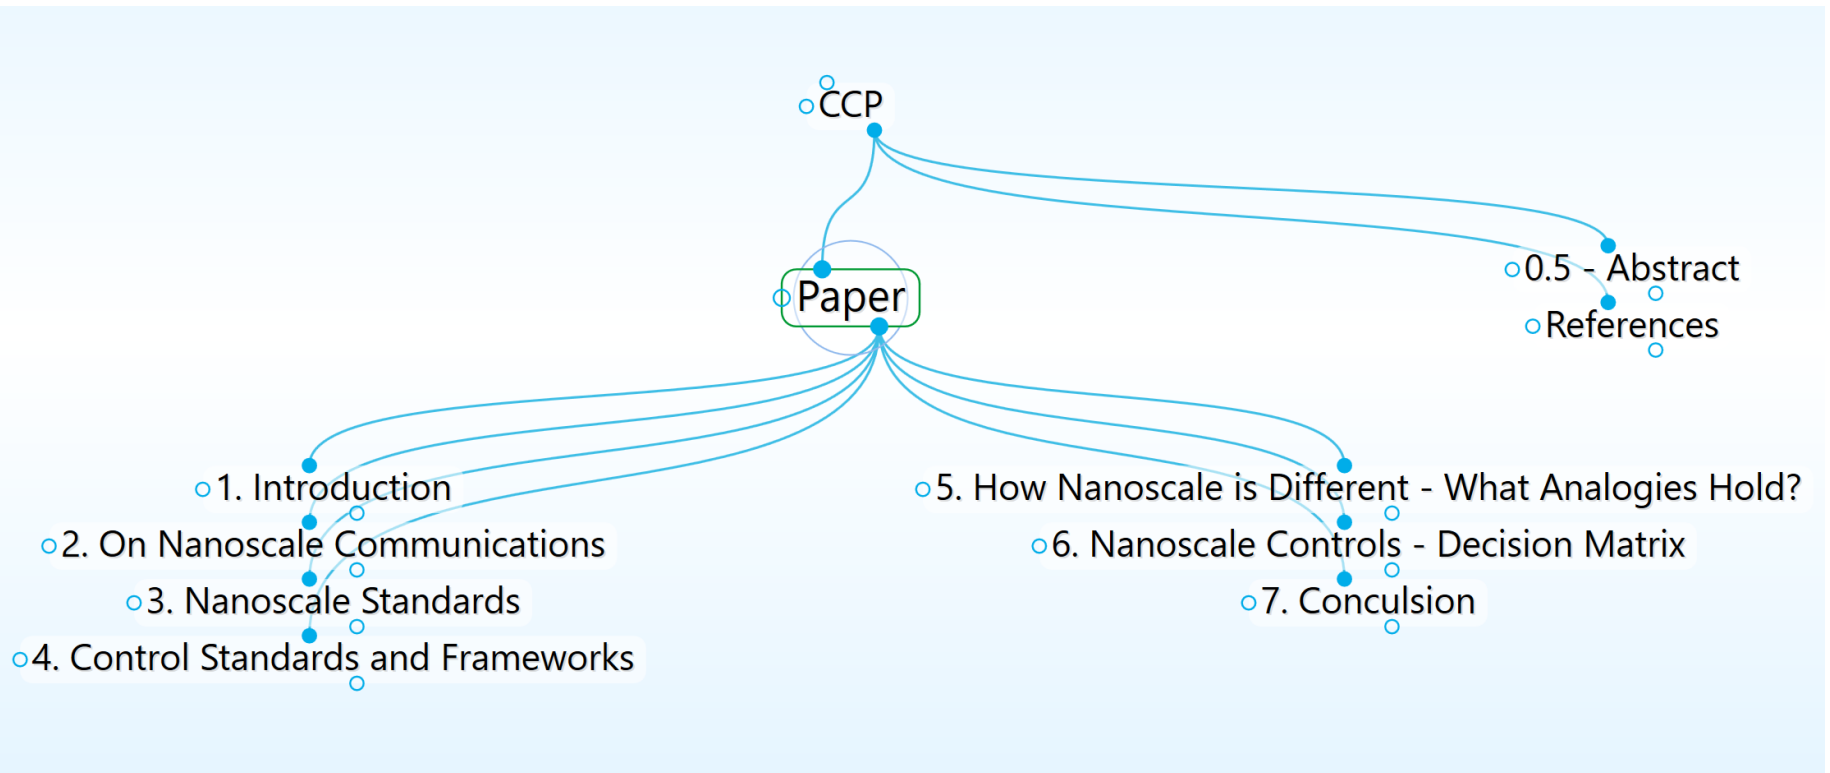 CCP
Paper
0.5 - Abstract
References
1. Introduction
2. On Nanoscale Communications
3. Nanoscale Standards
4. Control Standards and Frameworks
5. How Nanoscale is Different - What Analogies Hold?
6. Nanoscale Controls - Decision Matrix
7. Conculsion